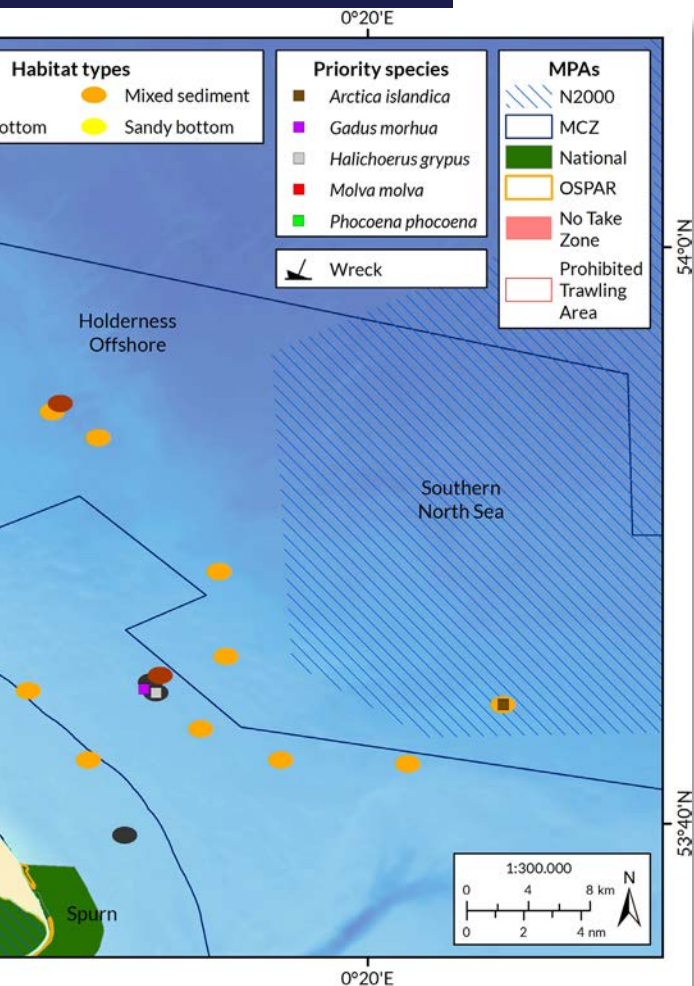 0°20'E
Habitat types
Mixed sediment
ottom
Sandy bottom
Priority species
Arctica islandica
Gadus morhua
Halichoerus grypus
Molva molva
Phocoena phocoena
Wreck
MPAs
N2000
MCZ
National
OSPAR
No Take
Zone
Prohibited
Trawling
Area
54°0'N
Holderness
Offshore
Southern
North Sea
53°40'N
Spurn
1:300.000
0 4 8 km
0 2 4 nm
N
0°20'E